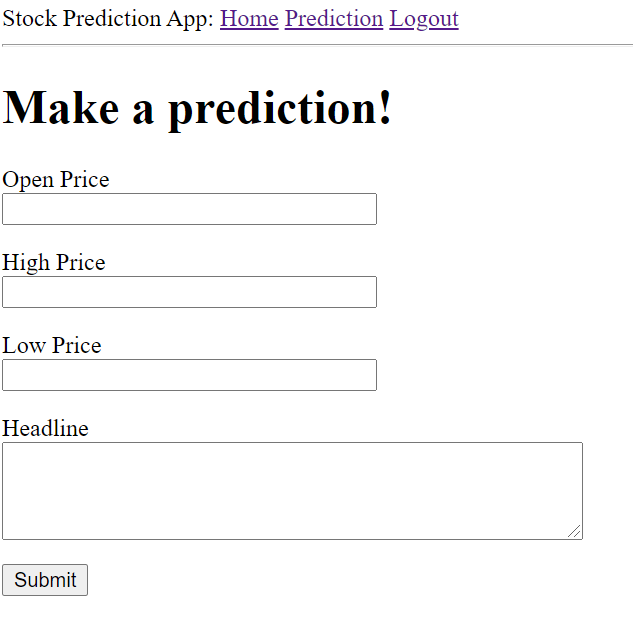 Stock Prediction App: Home Prediction Logout
Make a prediction!
Open Price
High Price
Low Price
Headline
Submit